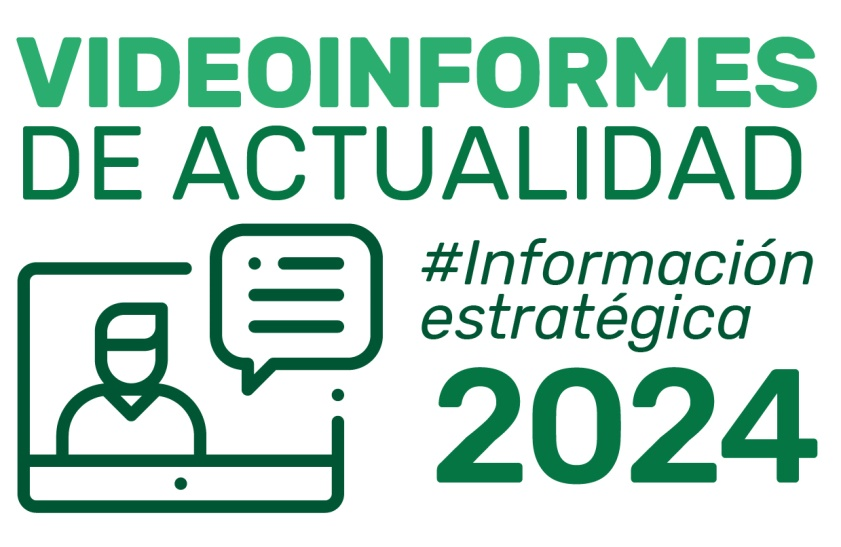 VIDEOINFORMES
DE ACTUALIDAD
#Información
estratégica
2024